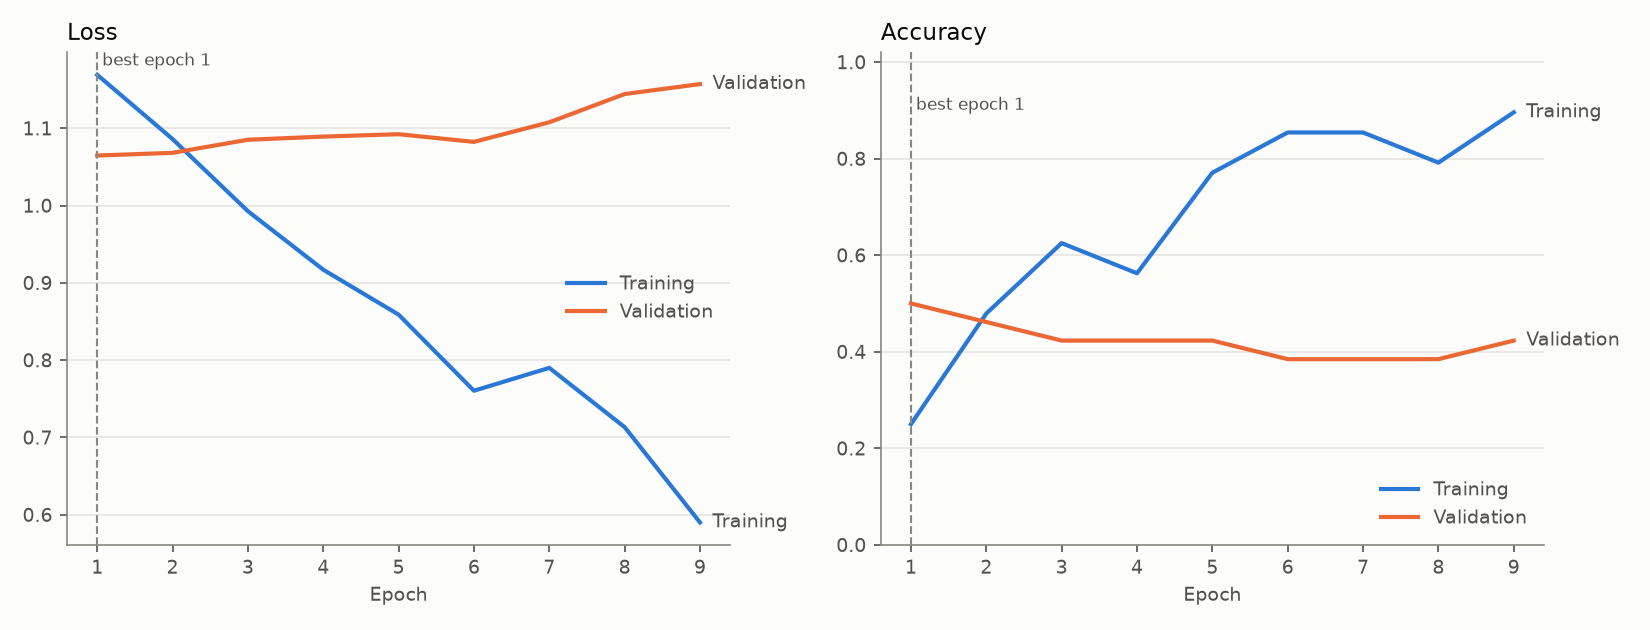 Loss
best epoch 1
Validation
1.1
1.0
0.9
0.8
0.7
0.6
Training
Validation
Training
1 2 3 4 5 6 7 8 9
Epoch
Accuracy
1.0
best epoch 1
Training
0.8
0.6
0.4
Validation
0.2
Training
Validation
0.0
1 2 3 4 5 6 7 8 9
Epoch